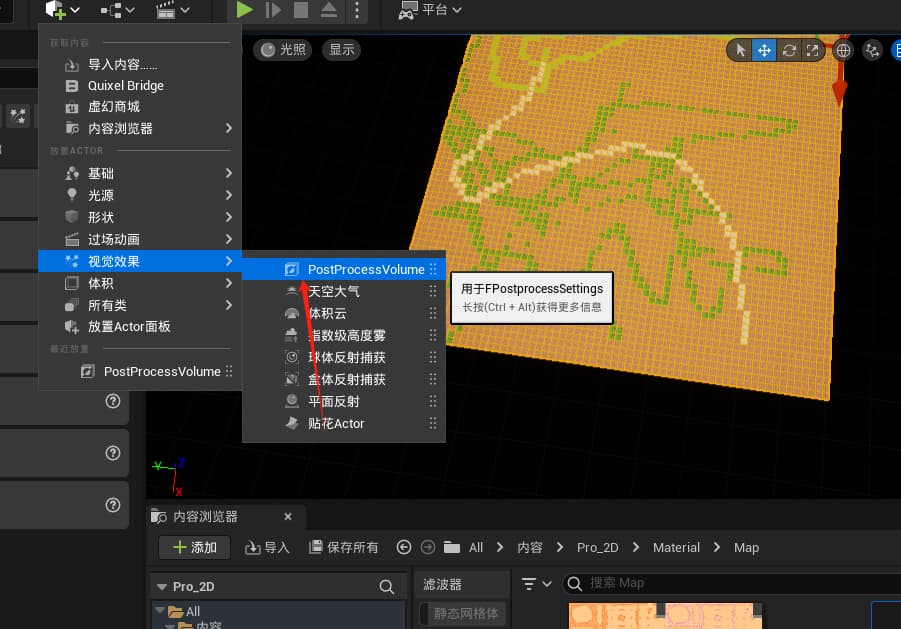 平台
获取内容
导入内容……
Quixel Bridge
虚幻商城
内容浏览器
放置ACTOR
基础
光源
形状
过场动画
视觉效果
体积
所有类
放置Actor面板
最近放置
PostProcessVolume
光照
显示
PostProcessVolume
天空大气
体积云
指数级高度雾
球体反射捕获
盒体反射捕获
平面反射
贴花Actor
用于FPostprocessSettings
长按(Ctrl + Alt)获得更多信息
Y
Z
X
内容浏览器
添加
导入
保存所有
All
内容
Pro_2D
Material
Map
Pro_2D
All
内容
滤波器
静态网格体
搜索 Map